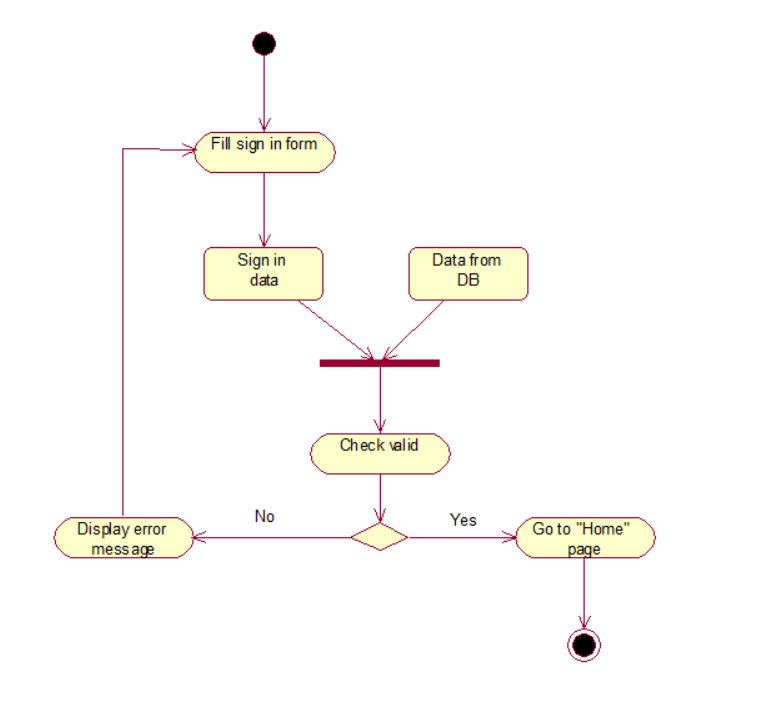 Fill sign in form
Sign in
data
Data from
DB
Check valid
No
Yes
Display error
message
Go to "Home"
page